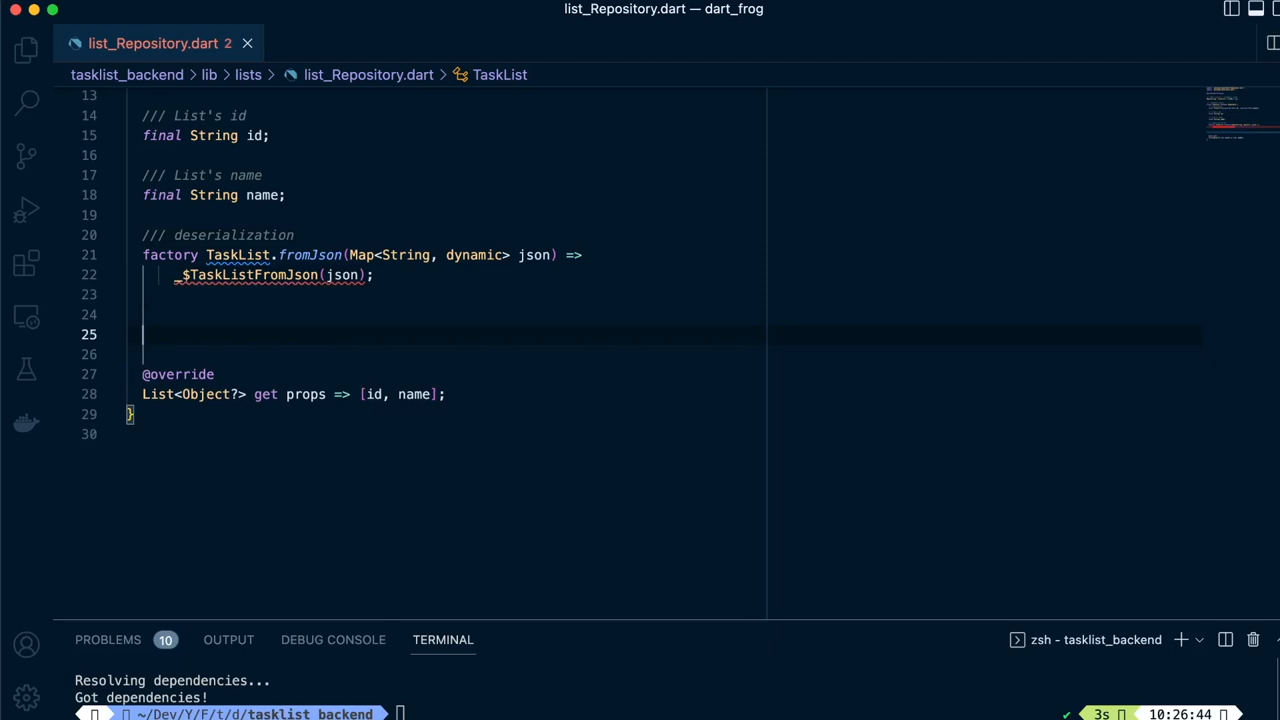 list_Repository.dart — dart_frog
list_Repository.dart 2
tasklist_backend > lib > lists > list_Repository.dart > TaskList
13
14 /// List's id
15 final String id;
16
17 /// List's name
18 final String name;
19
20 /// deserialization
21 factory TaskList.fromJson(Map<String, dynamic> json) =>
22 _$TaskListFromJson(json);
23
24
25
26
27 @override
28 List<Object?> get props => [id, name];
29 }
30
PROBLEMS 10 OUTPUT DEBUG CONSOLE TERMINAL zsh - tasklist_backend
Resolving dependencies...
Got dependencies!
~/Dev/Y/F/t/d/tasklist_backend 3s 10:26:44